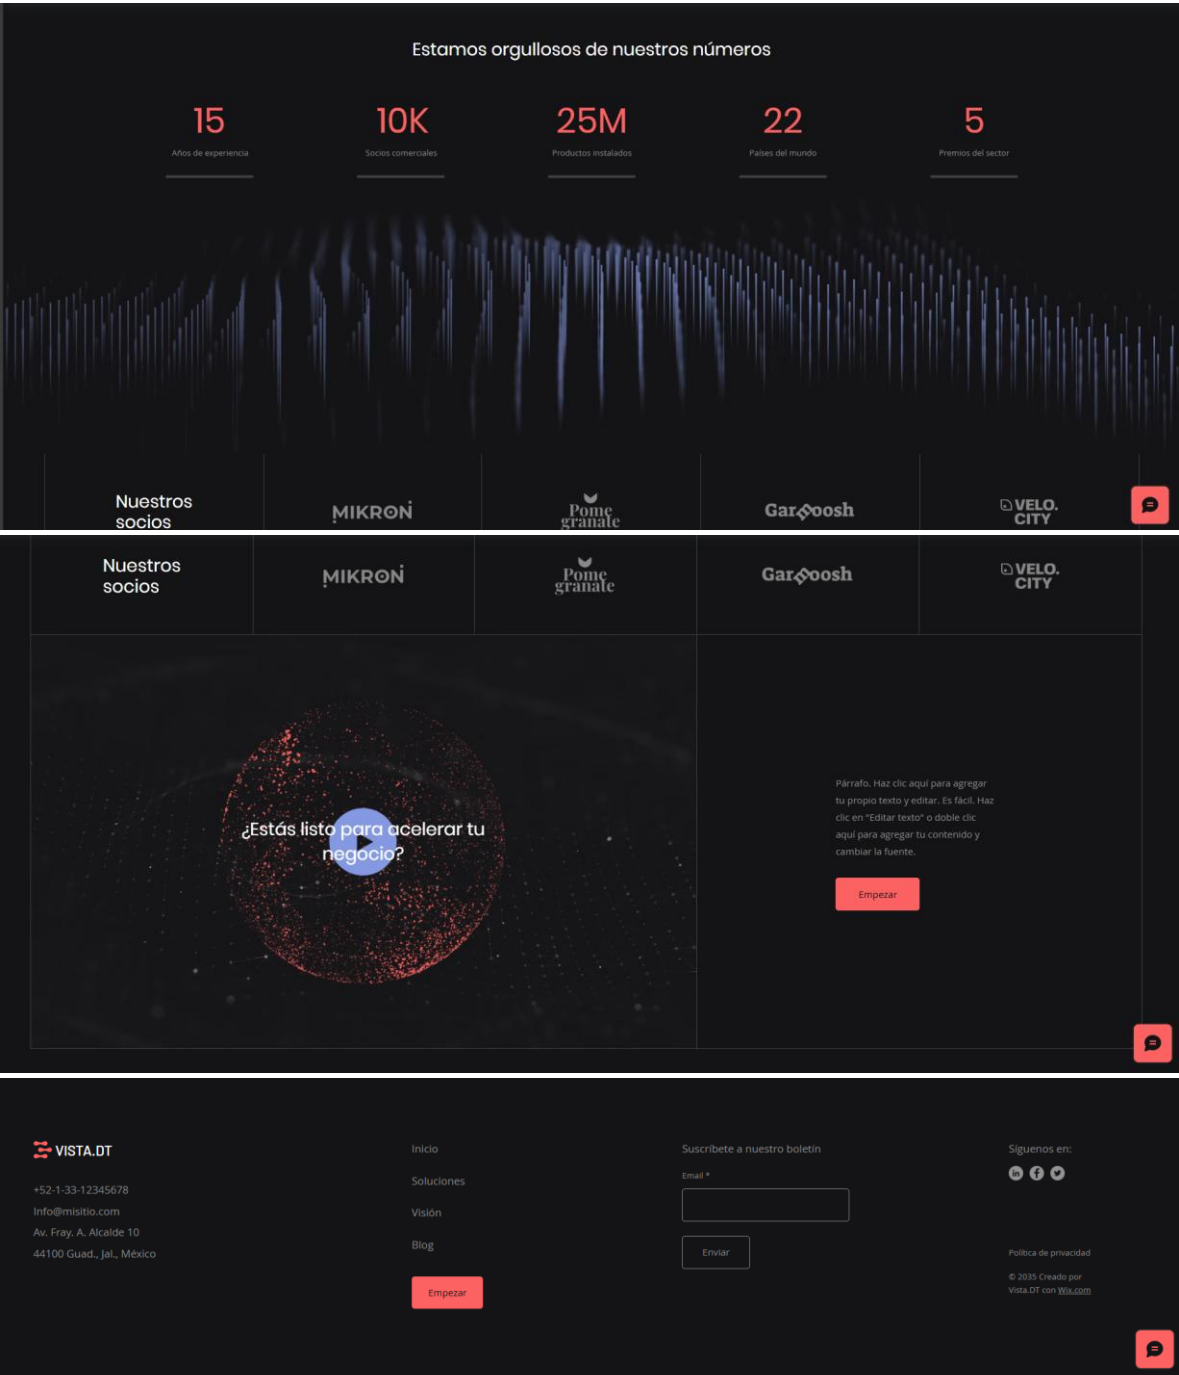 Estamos orgullosos de nuestros números
15
10K
25M
22
5
Años de experiencia
Socios comerciales
Productos instalados
Países del mundo
Premios del sector
Nuestros
socios
MIKRON
Pome
granate
Gargoosh
VELO.
CITY
Nuestros
socios
MIKRON
Pome
granate
Gargoosh
VELO.
CITY
¿Estás listo para acelerar tu
negocio?
Párrafo. Haz clic aquí para agregar
tu propio texto y editar. Es fácil. Haz
clic en "Editar texto" o doble clic
aquí para agregar tu contenido y
cambiar la fuente.
Empezar
VISTA.DT
+52-1-33-12345678
Info@misitio.com
Av. Fray. A. Alcalde 10
44100 Guad., Jal., México
Inicio
Soluciones
Visión
Blog
Empezar
Suscríbete a nuestro boletín
Email *
Enviar
Síguenos en:
in f
Política de privacidad
© 2035 Creado por
Vista.DT con Wix.com